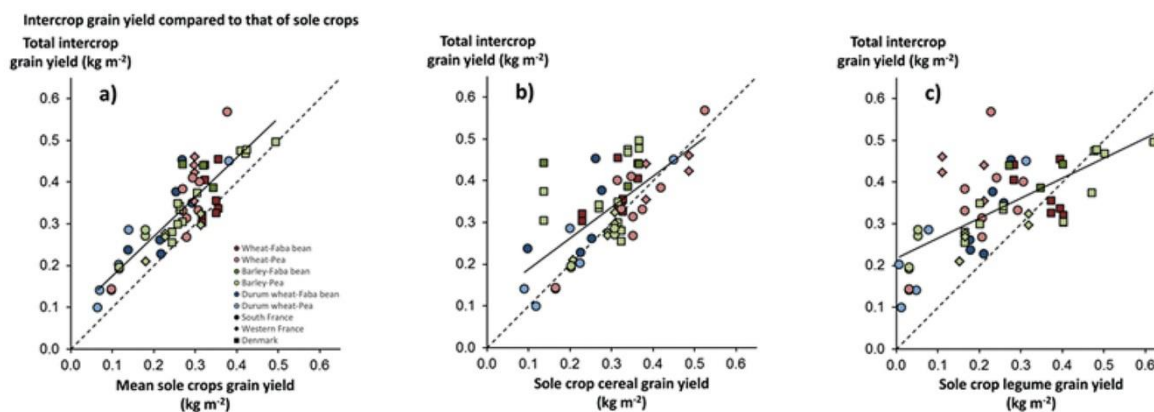 Intercrop grain yield compared to that of sole crops
Total intercrop
grain yield (kg m-2)
a)
0.6
0.5
0.4
0.3
0.2
0.1
0.0
0.0 0.1 0.2 0.3 0.4 0.5 0.6
Mean sole crops grain yield
(kg m-2)
Wheat-Faba bean
Wheat-Pea
Barley-Faba bean
Barley-Pea
Durum wheat-Faba bean
Durum wheat-Pea
South France
Western France
Denmark
Total intercrop
grain yield (kg m-2)
b)
0.6
0.5
0.4
0.3
0.2
0.1
0.0
0.0 0.1 0.2 0.3 0.4 0.5 0.6
Sole crop cereal grain yield
(kg m-2)
Total intercrop
grain yield (kg m-2)
c)
0.6
0.5
0.4
0.3
0.2
0.1
0.0
0.0 0.1 0.2 0.3 0.4 0.5 0.6
Sole crop legume grain yield
(kg m-2)